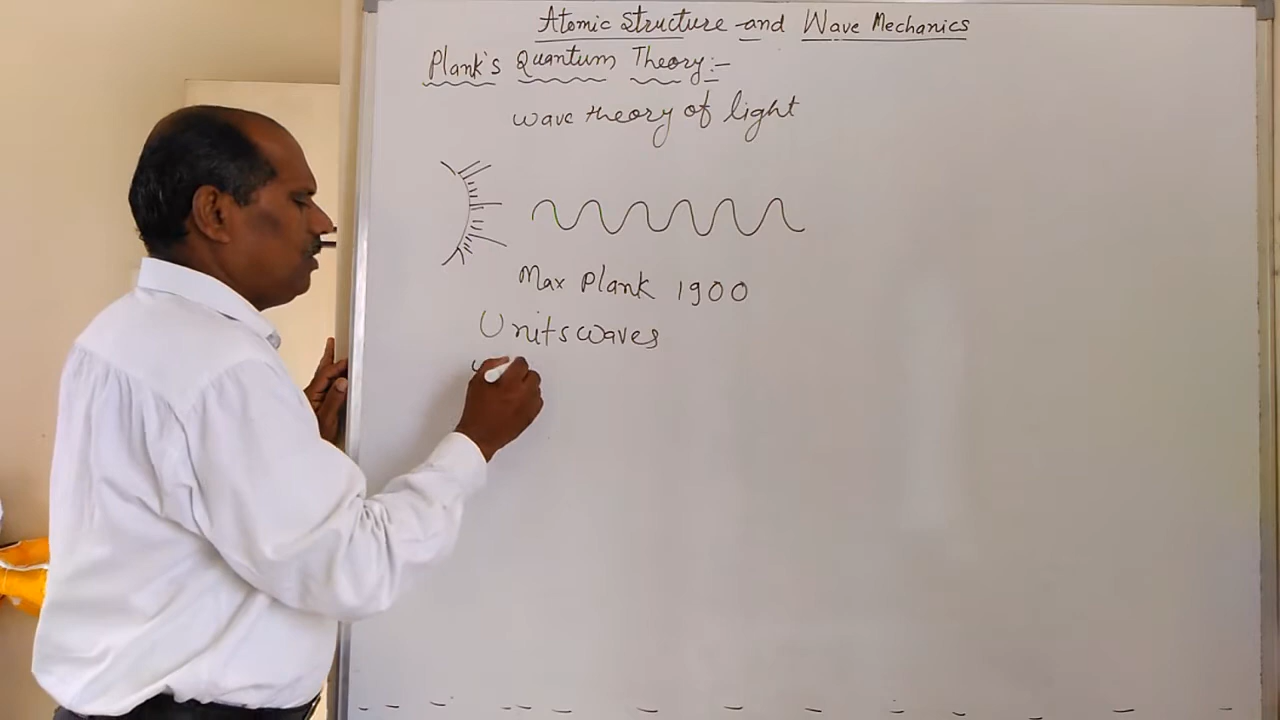 Atomic Structure and Wave Mechanics
Plank's Quantum Theory:-
wave theory of light
Max Plank 1900
Units waves